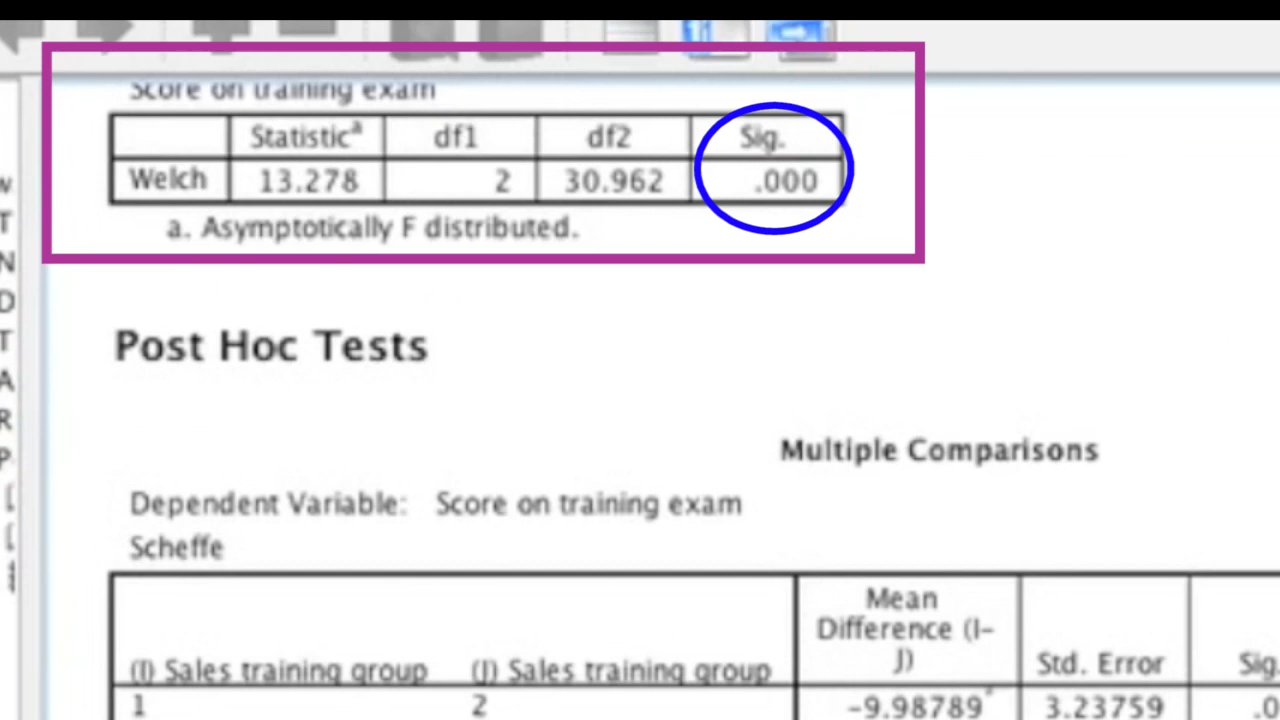 Score on training exam
Statistic^a df1 df2 Sig.
Welch 13.278 2 30.962 .000
a. Asymptotically F distributed.
Post Hoc Tests
Multiple Comparisons
Dependent Variable: Score on training exam
Scheffe
Mean
Difference (I-
(I) Sales training group (J) Sales training group J) Std. Error Sig.
1 2 -9.98789* 3.23759 .0
T
N
D
T
A
R
P